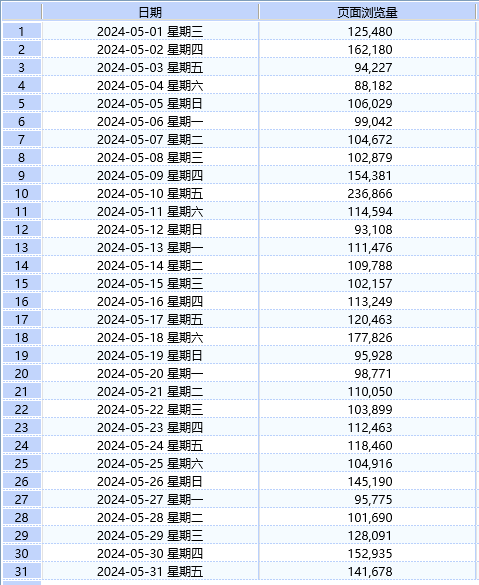 日期 页面浏览量
1 2024-05-01 星期三 125,480
2 2024-05-02 星期四 162,180
3 2024-05-03 星期五 94,227
4 2024-05-04 星期六 88,182
5 2024-05-05 星期日 106,029
6 2024-05-06 星期一 99,042
7 2024-05-07 星期二 104,672
8 2024-05-08 星期三 102,879
9 2024-05-09 星期四 154,381
10 2024-05-10 星期五 236,866
11 2024-05-11 星期六 114,594
12 2024-05-12 星期日 93,108
13 2024-05-13 星期一 111,476
14 2024-05-14 星期二 109,788
15 2024-05-15 星期三 102,157
16 2024-05-16 星期四 113,249
17 2024-05-17 星期五 120,463
18 2024-05-18 星期六 177,826
19 2024-05-19 星期日 95,928
20 2024-05-20 星期一 98,771
21 2024-05-21 星期二 110,050
22 2024-05-22 星期三 103,899
23 2024-05-23 星期四 112,463
24 2024-05-24 星期五 118,460
25 2024-05-25 星期六 104,916
26 2024-05-26 星期日 145,190
27 2024-05-27 星期一 95,775
28 2024-05-28 星期二 101,690
29 2024-05-29 星期三 128,091
30 2024-05-30 星期四 152,935
31 2024-05-31 星期五 141,678